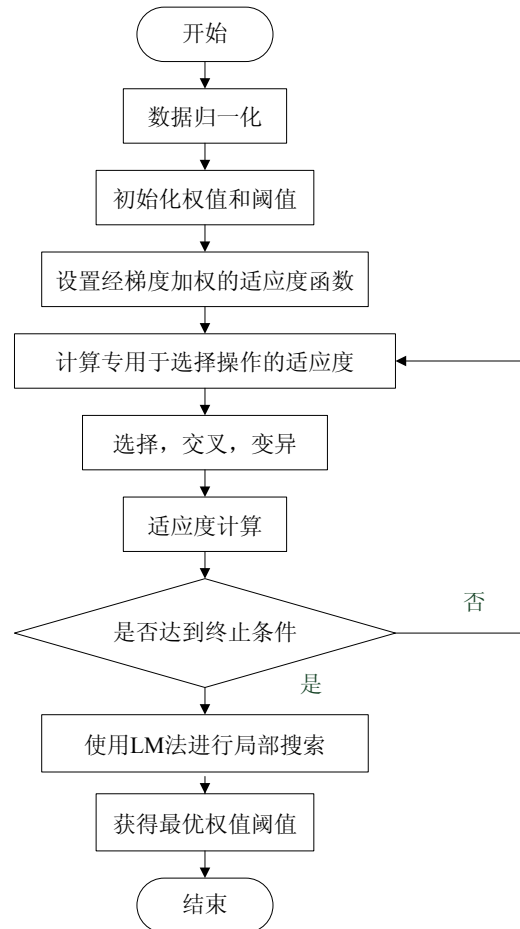 开始
数据归一化
初始化权值和阈值
设置经梯度加权的适应度函数
计算专用于选择操作的适应度
选择，交叉，变异
适应度计算
是否达到终止条件
否
是
使用LM法进行局部搜索
获得最优权值阈值
结束